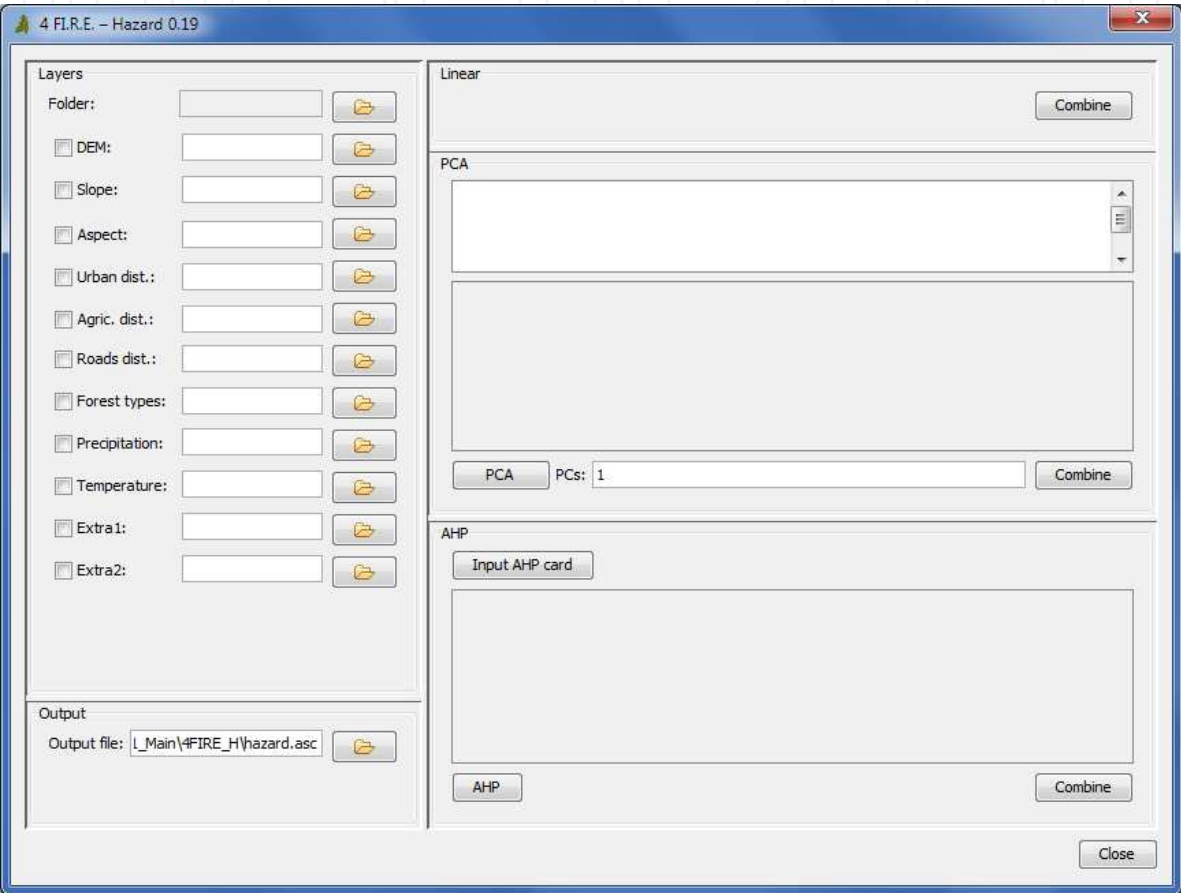 4 FI.R.E. – Hazard 0.19
Layers
Folder:
DEM:
Slope:
Aspect:
Urban dist.:
Agric. dist.:
Roads dist.:
Forest types:
Precipitation:
Temperature:
Extra1:
Extra2:
Output
Output file: 1_Main\4FIRE_H\hazard.asc
Linear
Combine
PCA
PCA PCs: 1 Combine
AHP
Input AHP card
AHP Combine
Close